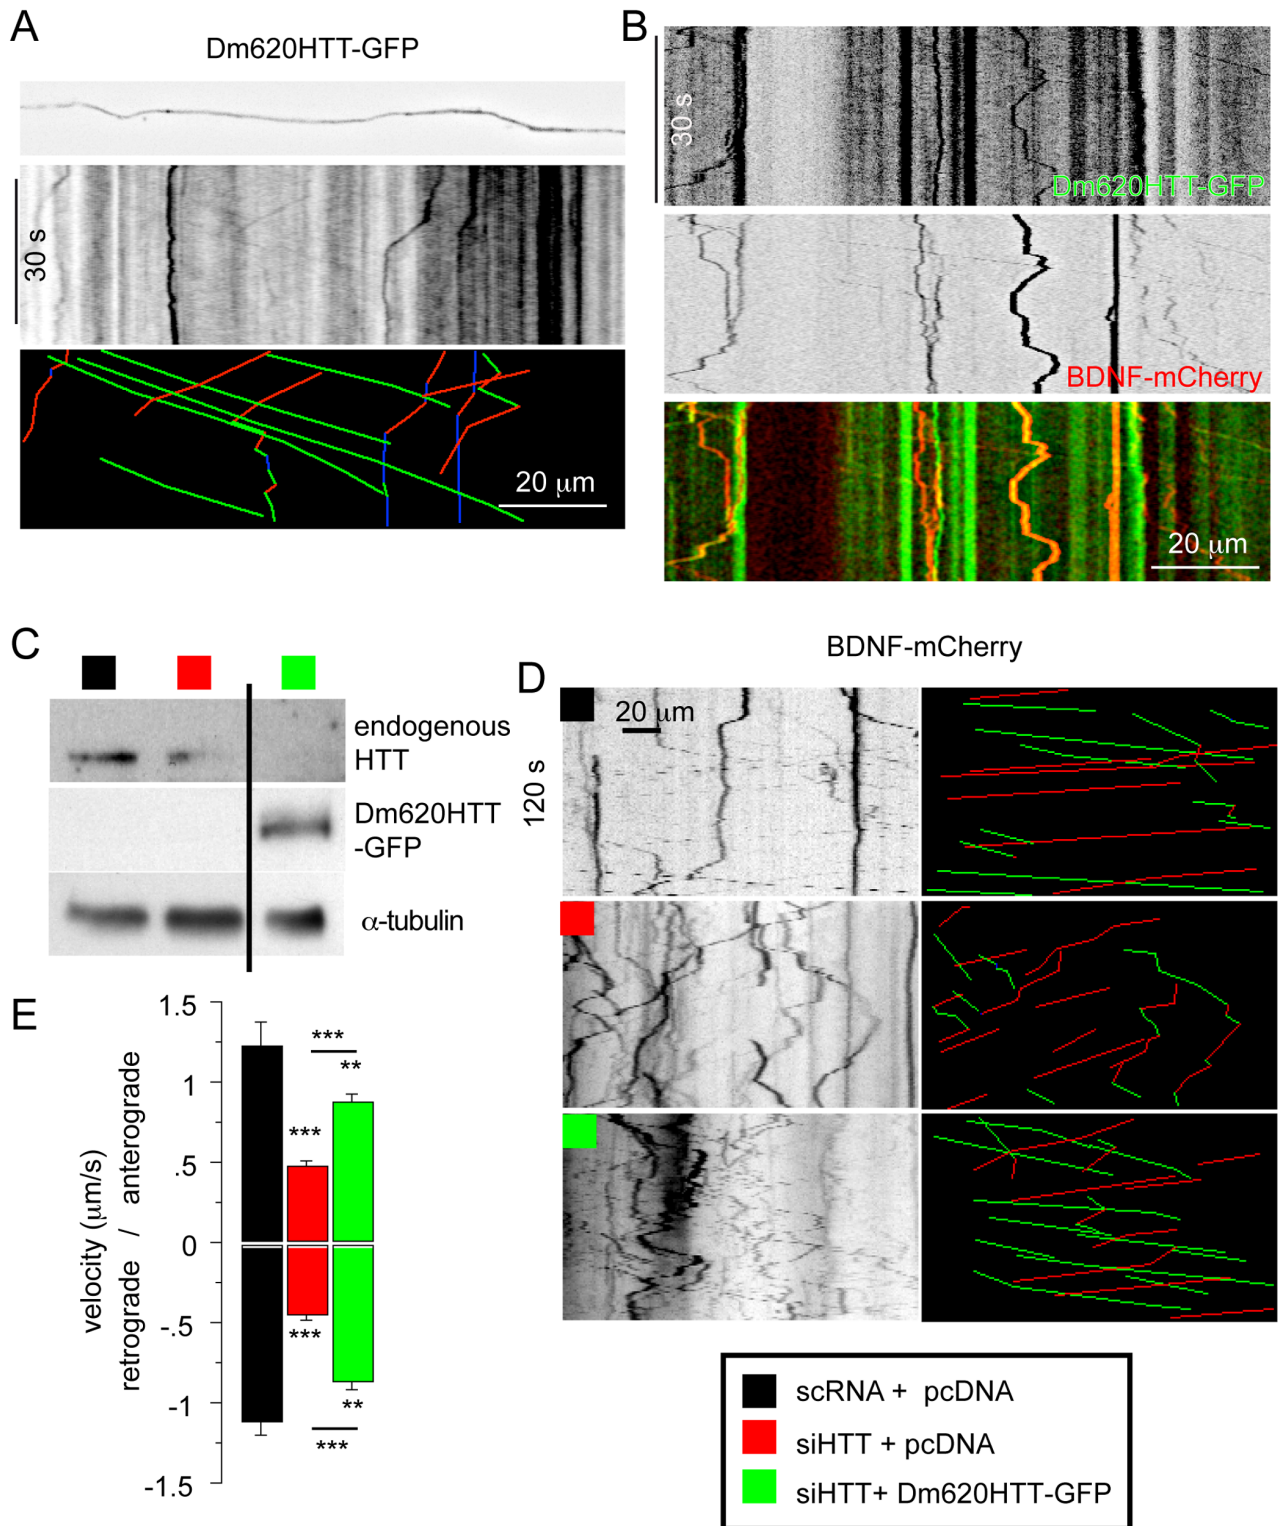 A
Dm620HTT-GFP
30 s
20 μm
B
30 s
Dm620HTT-GFP
BDNF-mCherry
20 μm
C
endogenous
HTT
Dm620HTT
-GFP
α-tubulin
D
BDNF-mCherry
20 μm
120 s
E
velocity (μm/s)
retrograde / anterograde
1.5
1
.5
0
-.5
-1
-1.5
***
***
**
***
**
***
scRNA + pcDNA
siHTT + pcDNA
siHTT+ Dm620HTT-GFP